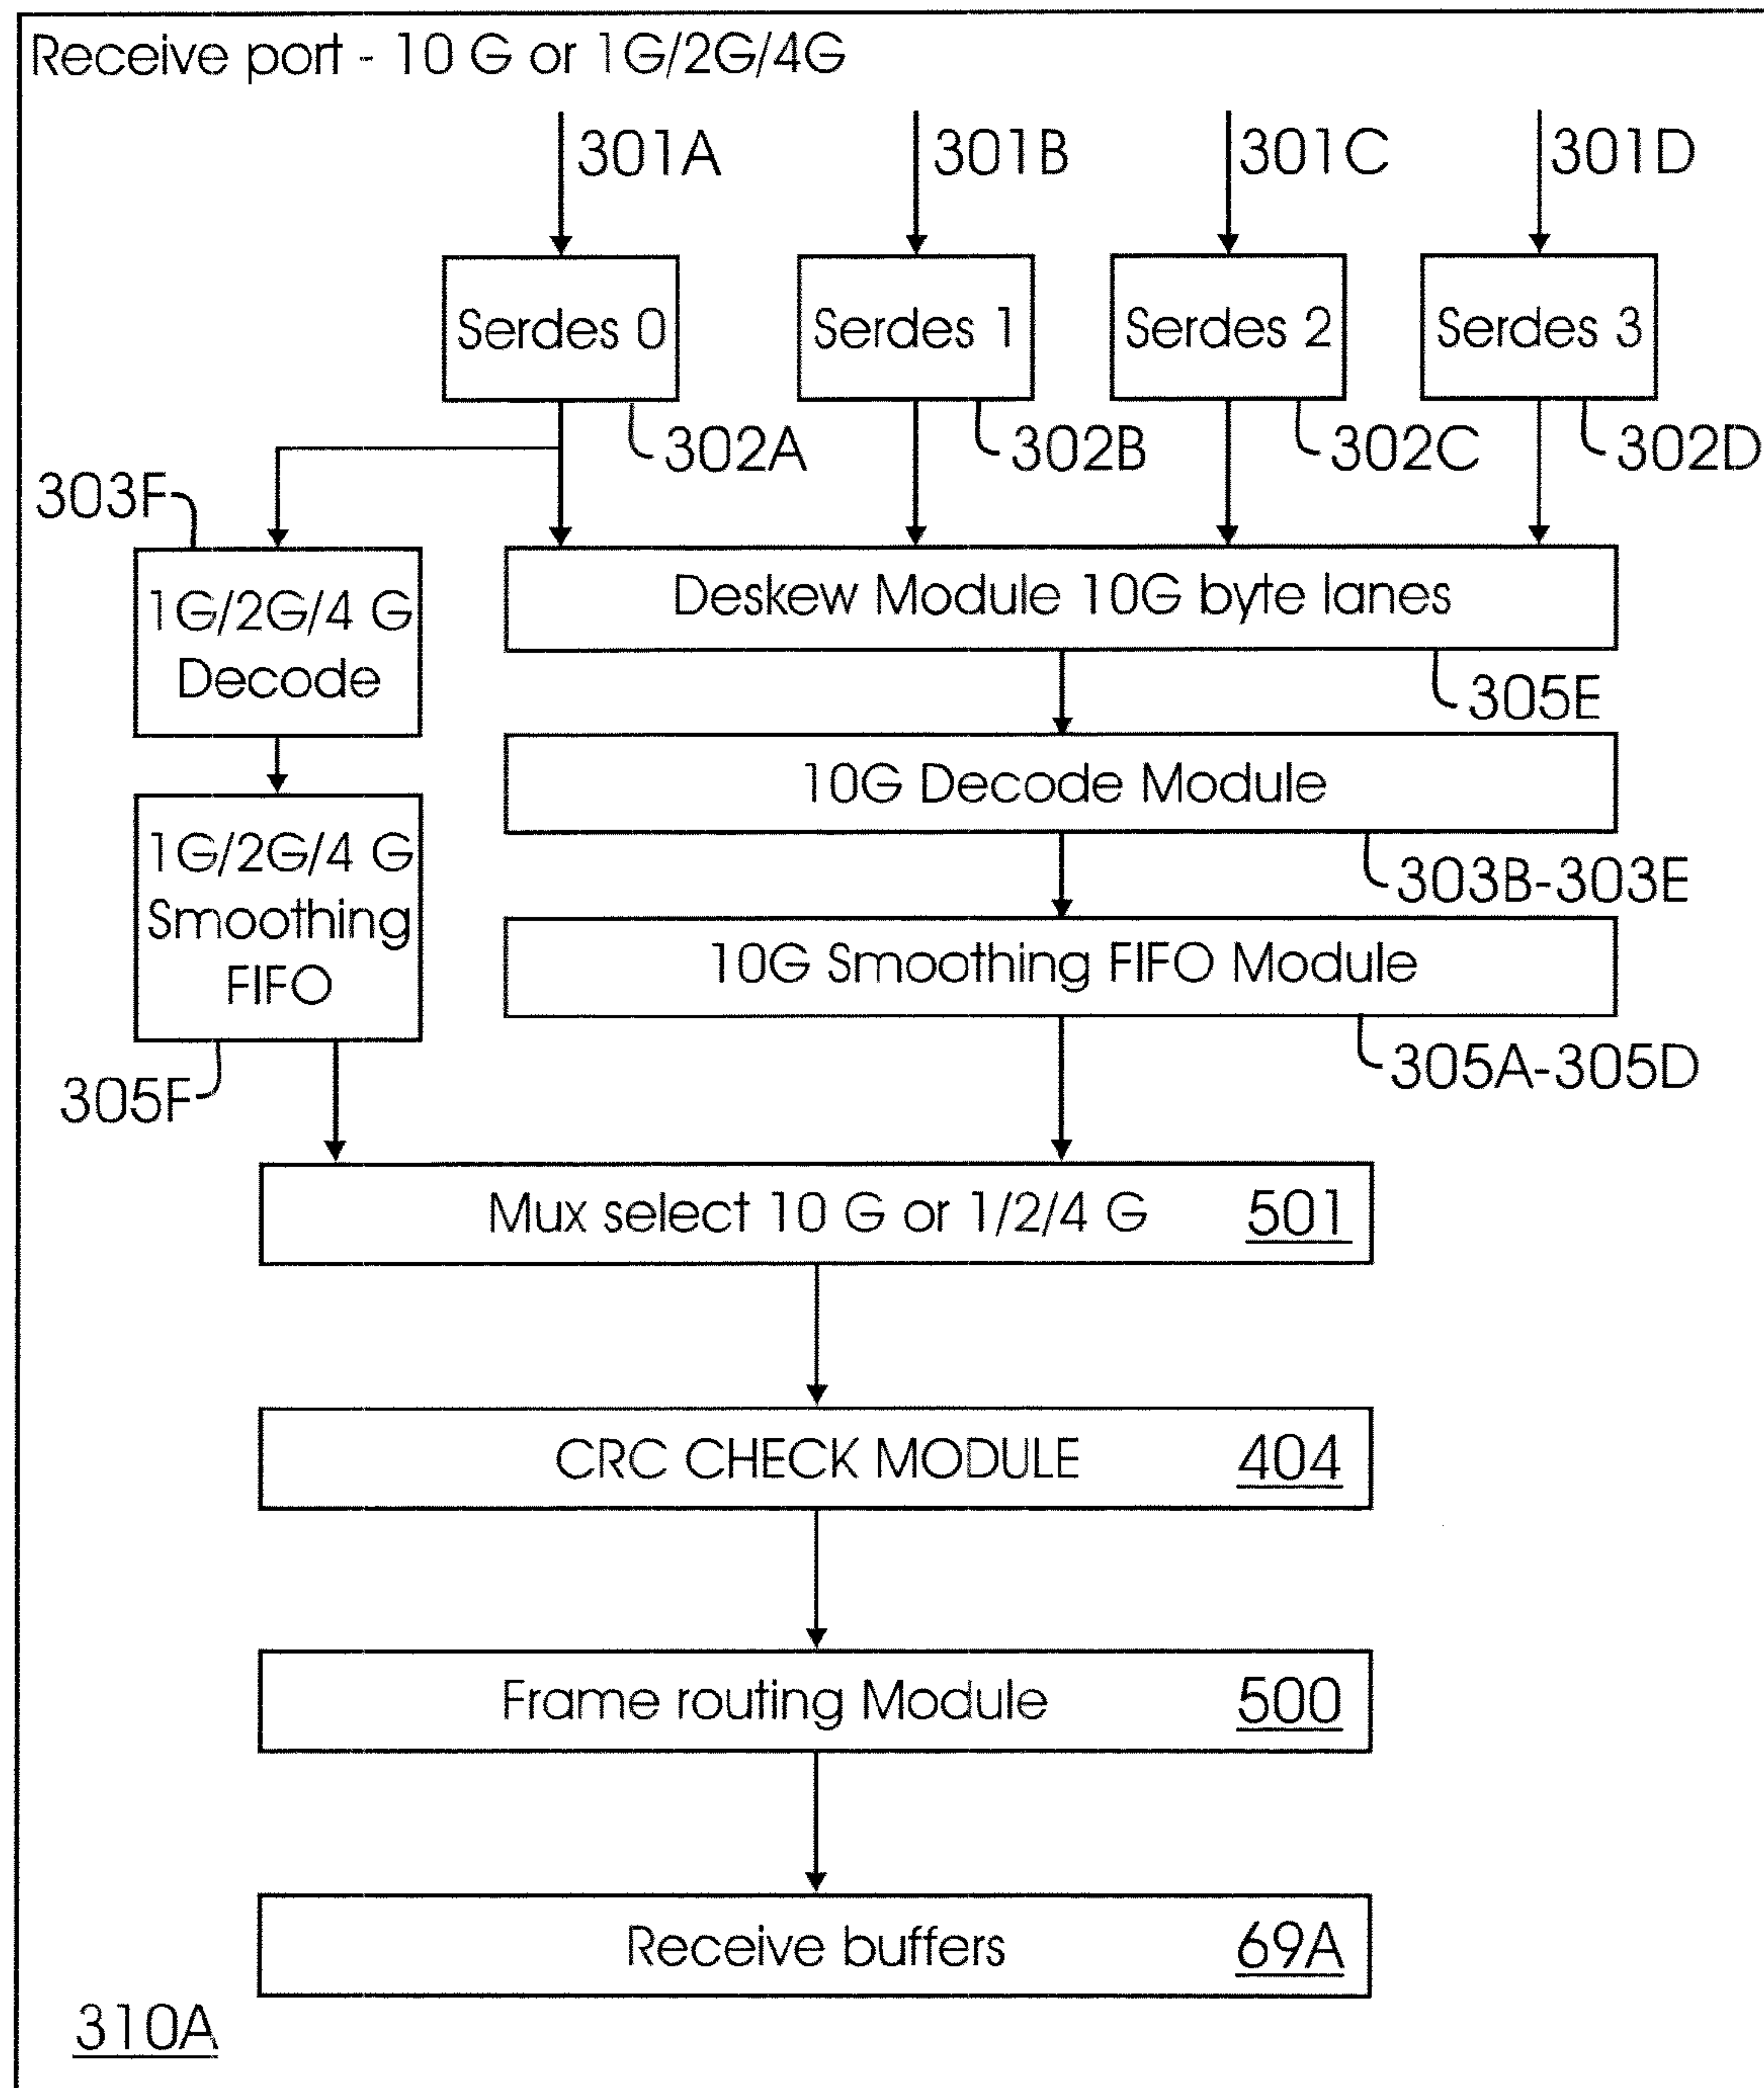 Receive port - 10 G or 1G/2G/4G
301A 301B 301C 301D
Serdes 0 Serdes 1 Serdes 2 Serdes 3
302A 302B 302C 302D
303F
1G/2G/4 G
Decode
Deskew Module 10G byte lanes
305E
10G Decode Module
303B-303E
1G/2G/4 G
Smoothing
FIFO
10G Smoothing FIFO Module
305A-305D
305F
Mux select 10 G or 1/2/4 G 501
CRC CHECK MODULE 404
Frame routing Module 500
Receive buffers 69A
310A